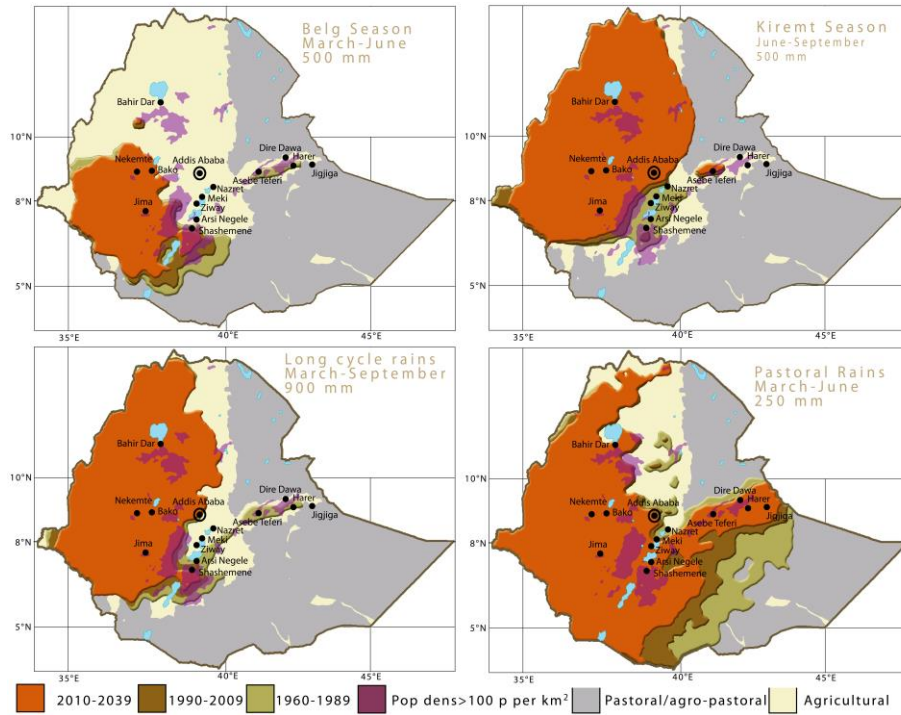 Belg Season
March-June
500 mm
Bahir Dar
10°N
Nekemte
Bako
Addis Ababa
Dire Dawa
Harer
Jigjiga
Asebe Teferi
Nazret
8°N
Meki
Ziway
Jima
Arsi Negele
Shashemene
5°N
35°E
40°E
45°E
Kiremt Season
June-September
500 mm
Bahir Dar
10°N
Nekemte
Bako
Addis Ababa
Dire Dawa
Harer
Jigjiga
Asebe Teferi
Nazret
8°N
Meki
Ziway
Jima
Arsi Negele
Shashemene
5°N
35°E
40°E
45°E
Long cycle rains
March-September
900 mm
Bahir Dar
10°N
Nekemte
Bako
Addis Ababa
Dire Dawa
Harer
Jigjiga
Asebe Teferi
Nazret
8°N
Meki
Ziway
Jima
Arsi Negele
Shashemene
5°N
35°E
40°E
45°E
Pastoral Rains
March-June
250 mm
Bahir Dar
10°N
Nekemte
Bako
Addis Ababa
Dire Dawa
Harer
Jigjiga
Asebe Teferi
Nazret
8°N
Meki
Ziway
Jima
Arsi Negele
Shashemene
5°N
35°E
40°E
45°E
2010-2039
1990-2009
1960-1989
Pop dens>100 p per km²
Pastoral/agro-pastoral
Agricultural